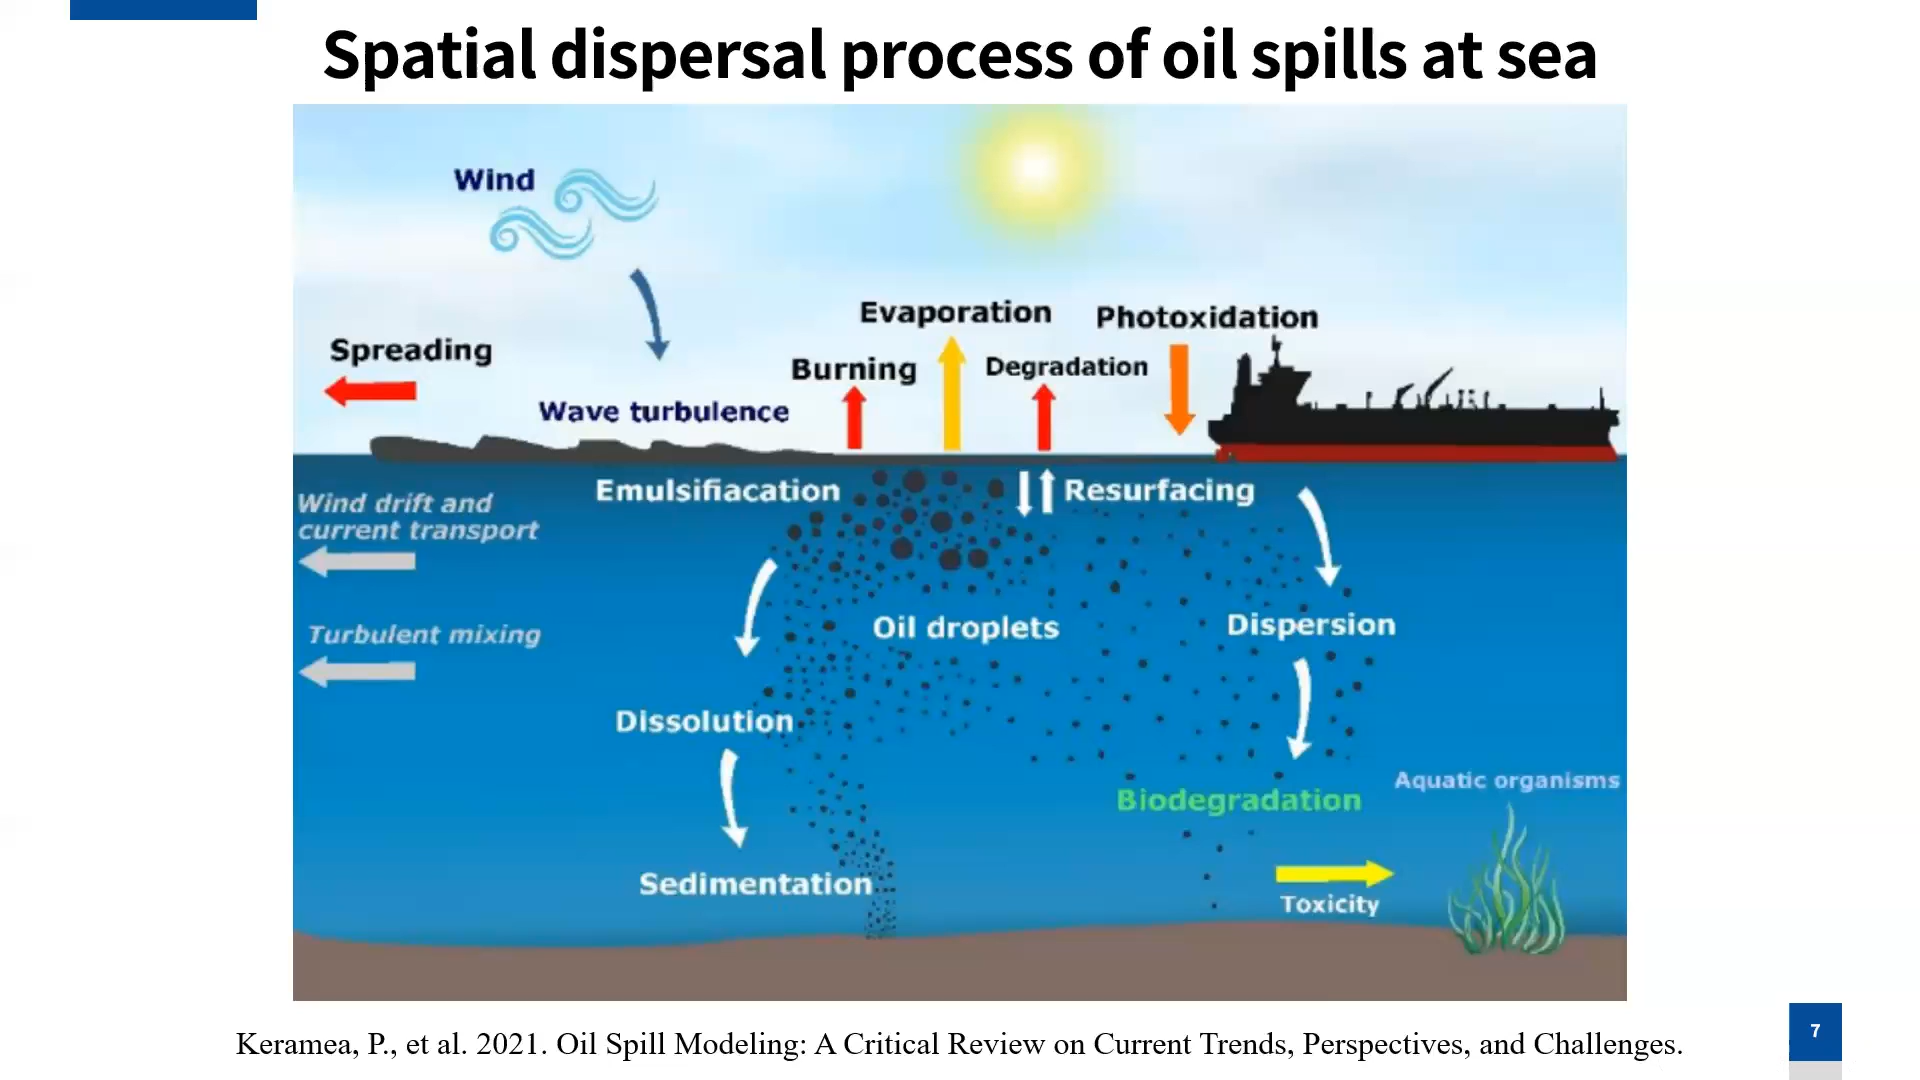 Spatial dispersal process of oil spills at sea
Wind
Evaporation
Photoxidation
Spreading
Burning
Degradation
Wave turbulence
Emulsifiacation
Resurfacing
Wind drift and
current transport
Oil droplets
Dispersion
Turbulent mixing
Dissolution
Aquatic organisms
Biodegradation
Sedimentation
Toxicity
Keramea, P., et al. 2021. Oil Spill Modeling: A Critical Review on Current Trends, Perspectives, and Challenges.
7